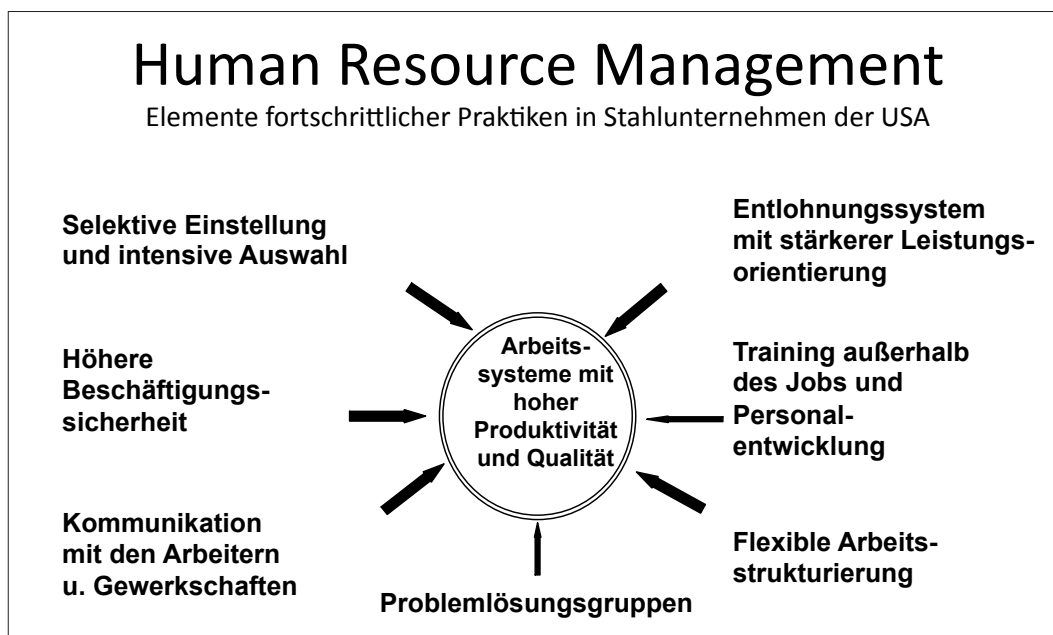 Human Resource Management
Elemente fortschrittlicher Praktiken in Stahlunternehmen der USA
Selektive Einstellung
und intensive Auswahl
Entlohnungssystem
mit stärkerer Leistungs-
orientierung
Höhere
Beschäftigungs-
sicherheit
Arbeits-
systeme mit
hoher
Produktivität
und Qualität
Training außerhalb
des Jobs und
Personal-
entwicklung
Kommunikation
mit den Arbeitern
u. Gewerkschaften
Problemlösungsgruppen
Flexible Arbeits-
strukturierung